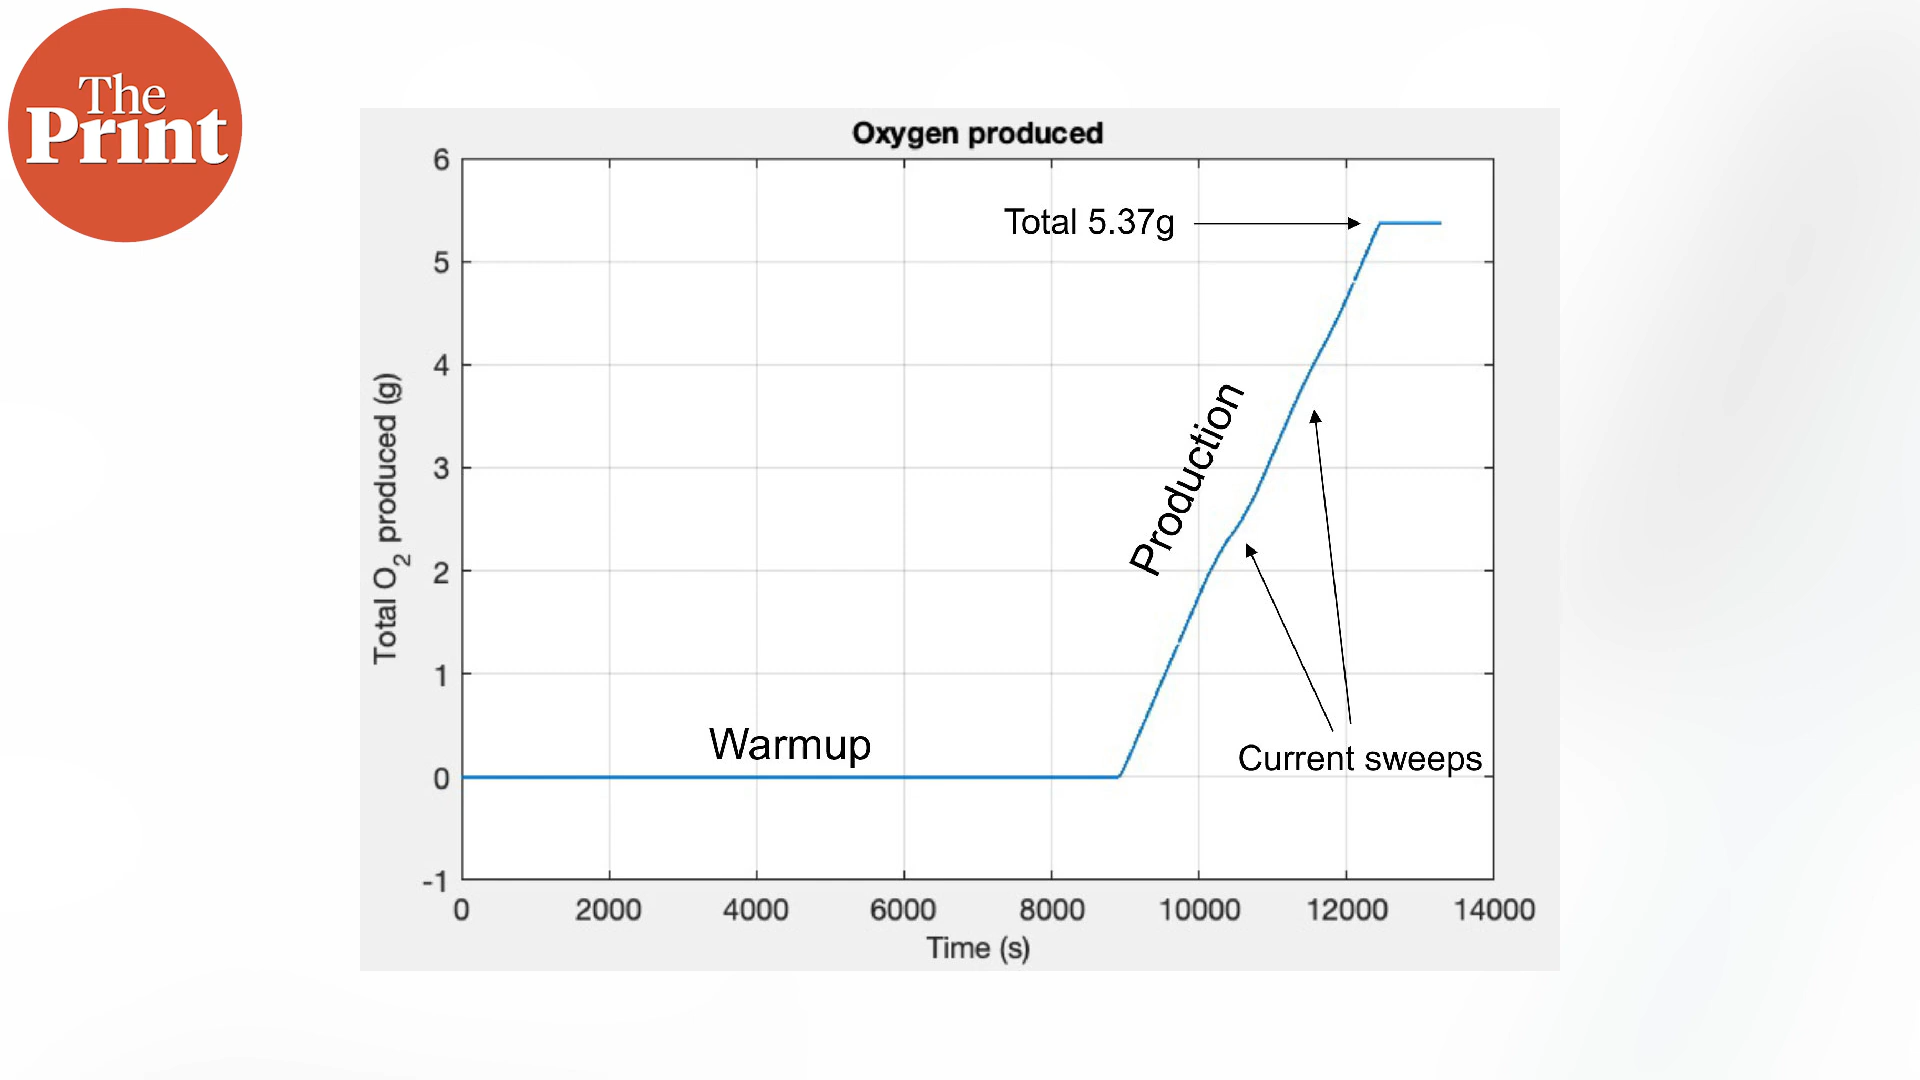 The
Print
Oxygen produced
6
Total 5.37g
5
4
Production
3
2
1
Warmup
Current sweeps
0
-1
Total O2 produced (g)
0 2000 4000 6000 8000 10000 12000 14000
Time (s)